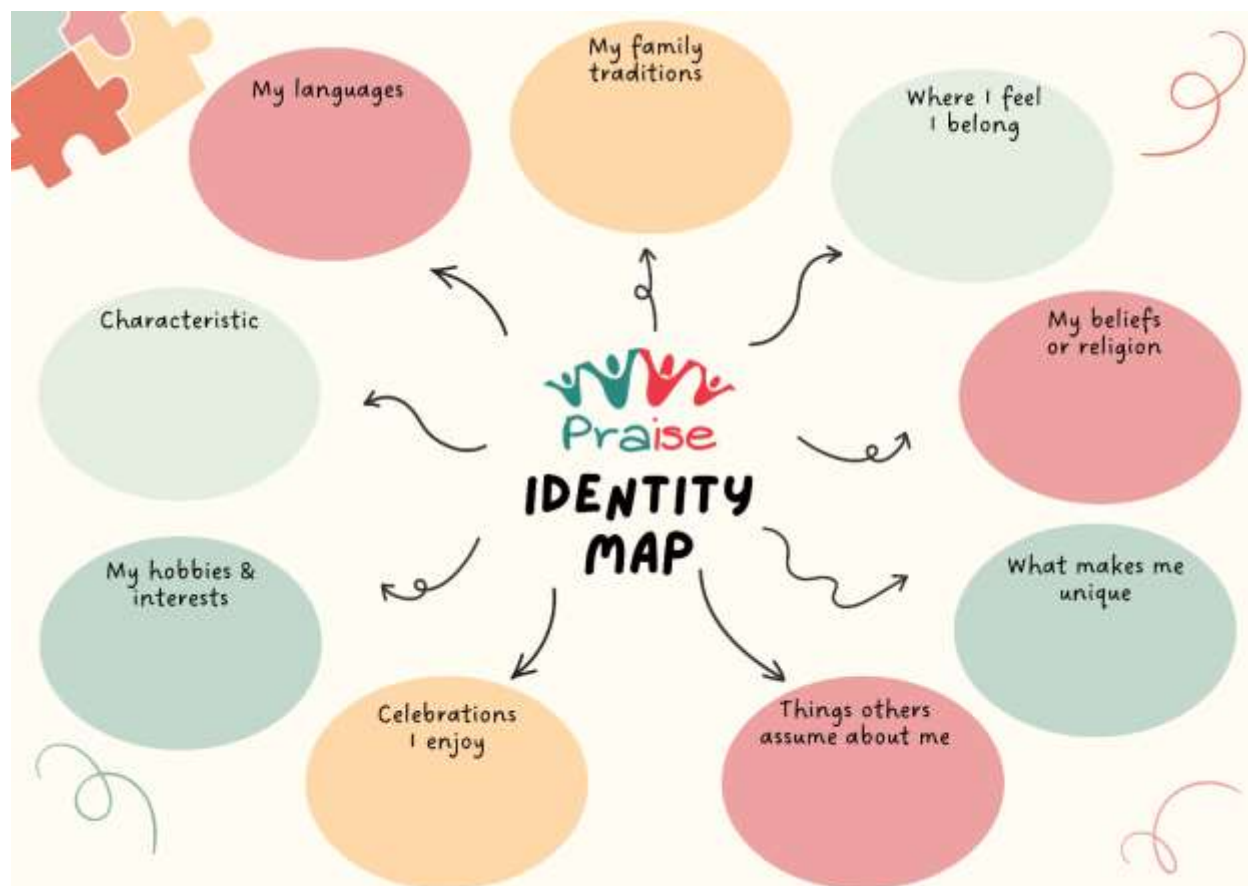 My languages
My family
traditions
Where I feel
I belong
Characteristic
My beliefs
or religion
Praise
IDENTITY
MAP
My hobbies &
interests
What makes me
unique
Celebrations
I enjoy
Things others
assume about me